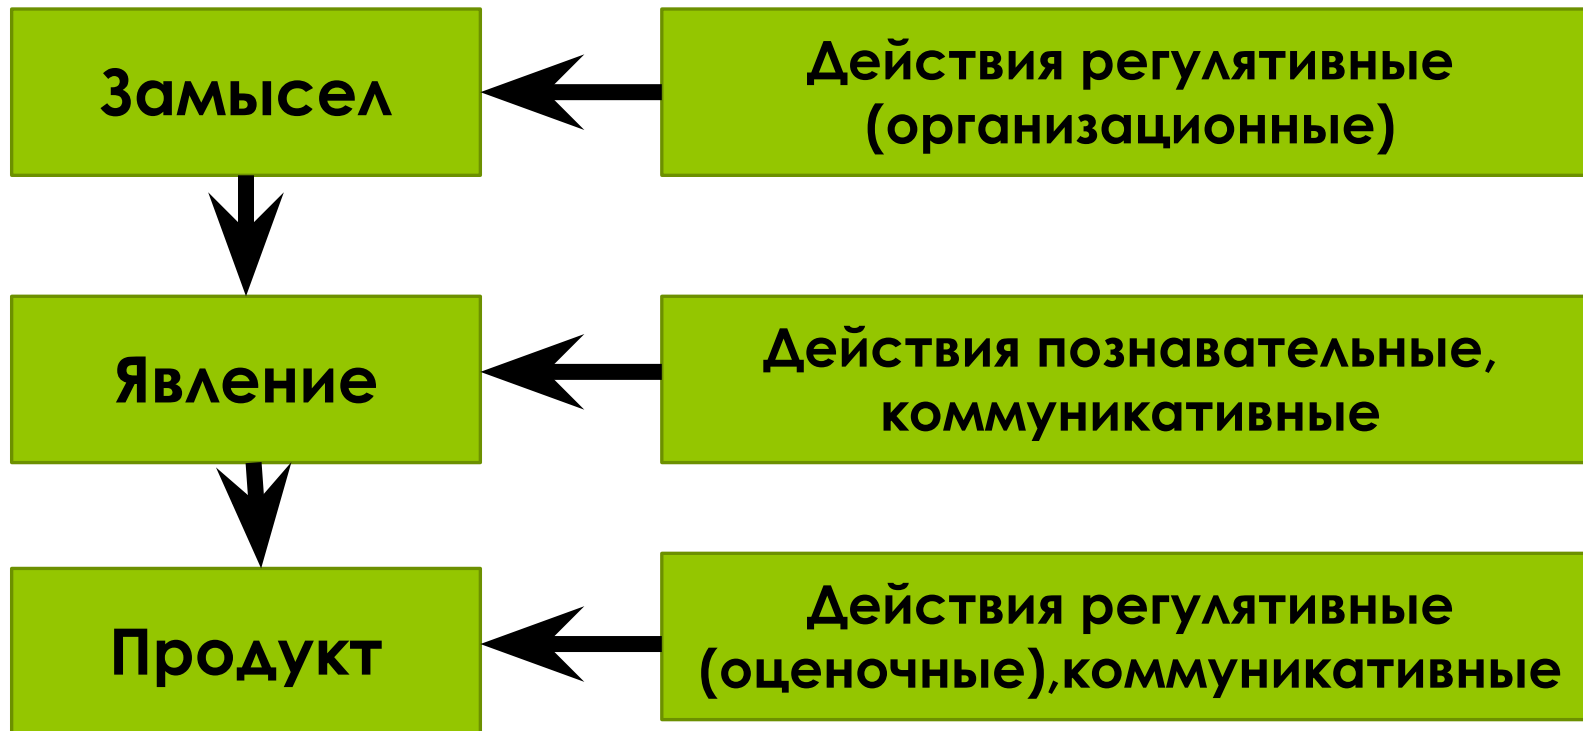 Замысел
Действия регулятивные
(организационные)
Явление
Действия познавательные,
коммуникативные
Продукт
Действия регулятивные
(оценочные),коммуникативные